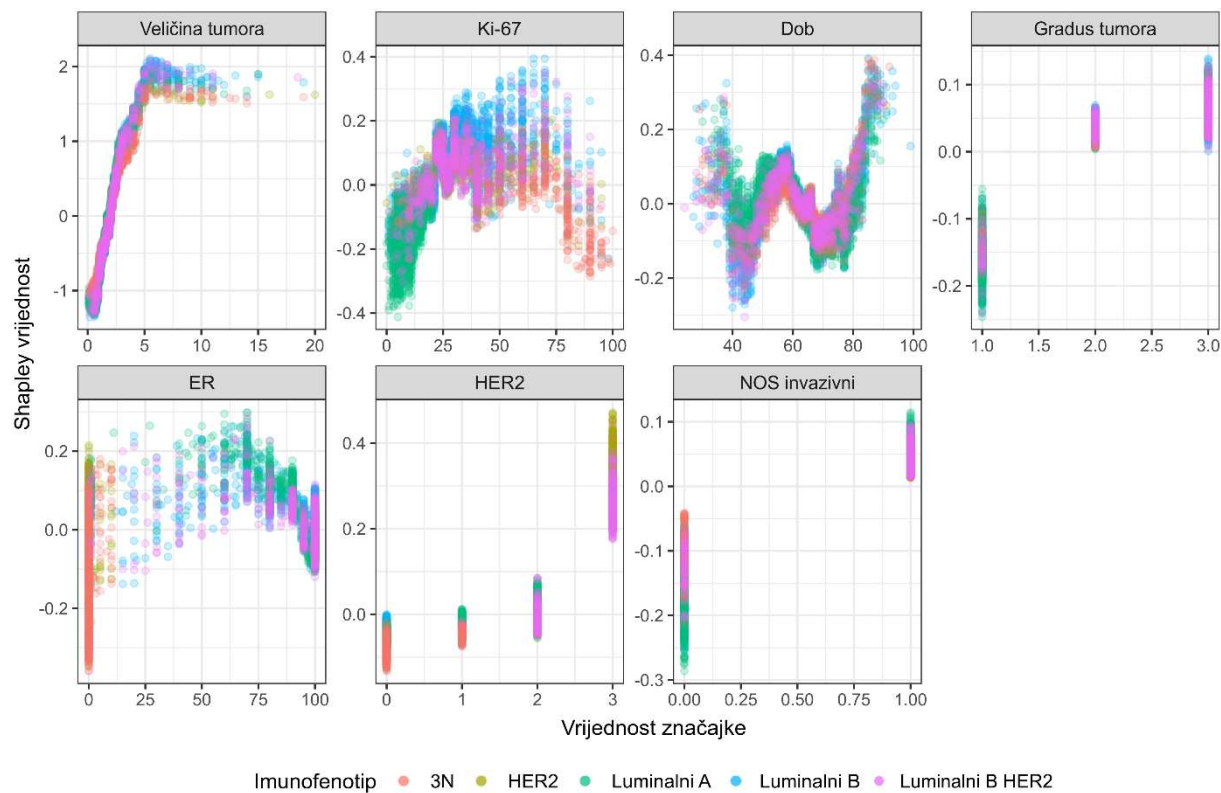 Veličina tumora
Ki-67
Dob
Gradus tumora
2
1
0
-1
0 5 10 15 20
0.4
0.2
0.0
-0.2
-0.4
0 25 50 75 100
0.4
0.2
0.0
-0.2
40 60 80 100
0.1
0.0
-0.1
-0.2
1.0 1.5 2.0 2.5 3.0
Shapley vrijednost
ER
HER2
NOS invazivni
0.2
0.0
-0.2
0 25 50 75 100
0.4
0.2
0.0
0 1 2 3
0.1
0.0
-0.1
-0.2
-0.3
0.00 0.25 0.50 0.75 1.00
Vrijednost značajke
Imunofenotip 3N HER2 Luminalni A Luminalni B Luminalni B HER2